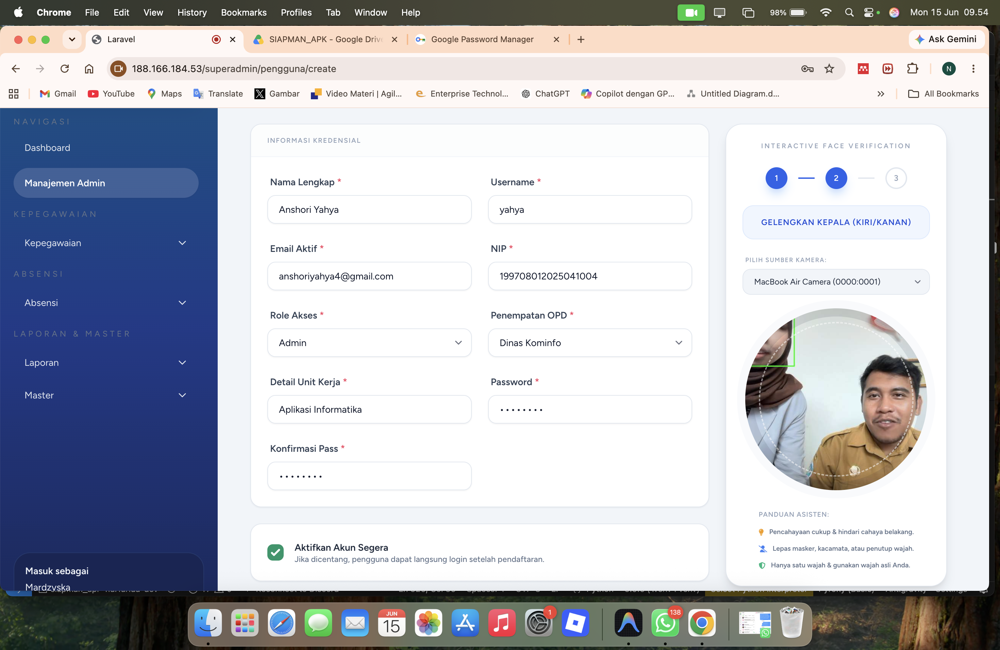 Chrome File Edit View History Bookmarks Profiles Tab Window Help 98% Mon 15 Jun 09.54
Laravel SIAPMAN_APK - Google Drive Google Password Manager Ask Gemini
188.166.184.53/superadmin/pengguna/create N
Gmail YouTube Maps Translate Gambar Video Materi | Agil... Enterprise Technol... ChatGPT Copilot dengan GP... Untitled Diagram.d... All Bookmarks
NAVIGASI
Dashboard
Manajemen Admin
KEPEGAWAIAN
Kepegawaian
ABSENSI
Absensi
LAPORAN & MASTER
Laporan
Master
Masuk sebagai
Mardzyska
INFORMASI KREDENSIAL
Nama Lengkap * Username *
Anshori Yahya yahya
Email Aktif * NIP *
anshoriyahya4@gmail.com 199708012025041004
Role Akses * Penempatan OPD *
Admin Dinas Kominfo
Detail Unit Kerja * Password *
Aplikasi Informatika ••••••••
Konfirmasi Pass *
••••••••
Aktifkan Akun Segera
Jika dicentang, pengguna dapat langsung login setelah pendaftaran.
INTERACTIVE FACE VERIFICATION
1 2 3
GELENGKAN KEPALA (KIRI/KANAN)
PILIH SUMBER KAMERA:
MacBook Air Camera (0000:0001)
PANDUAN ASISTEN:
Pencahayaan cukup & hindari cahaya belakang.
Lepas masker, kacamata, atau penutup wajah.
Hanya satu wajah & gunakan wajah asli Anda.
JUN
15
1
138